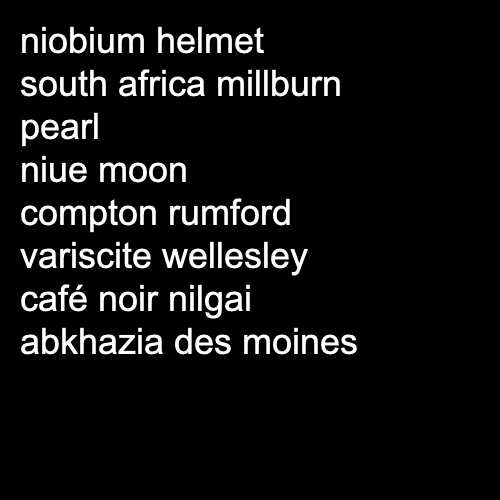 niobium helmet
south africa millburn
pearl
niue moon
compton rumford
variscite wellesley
café noir nilgai
abkhazia des moines